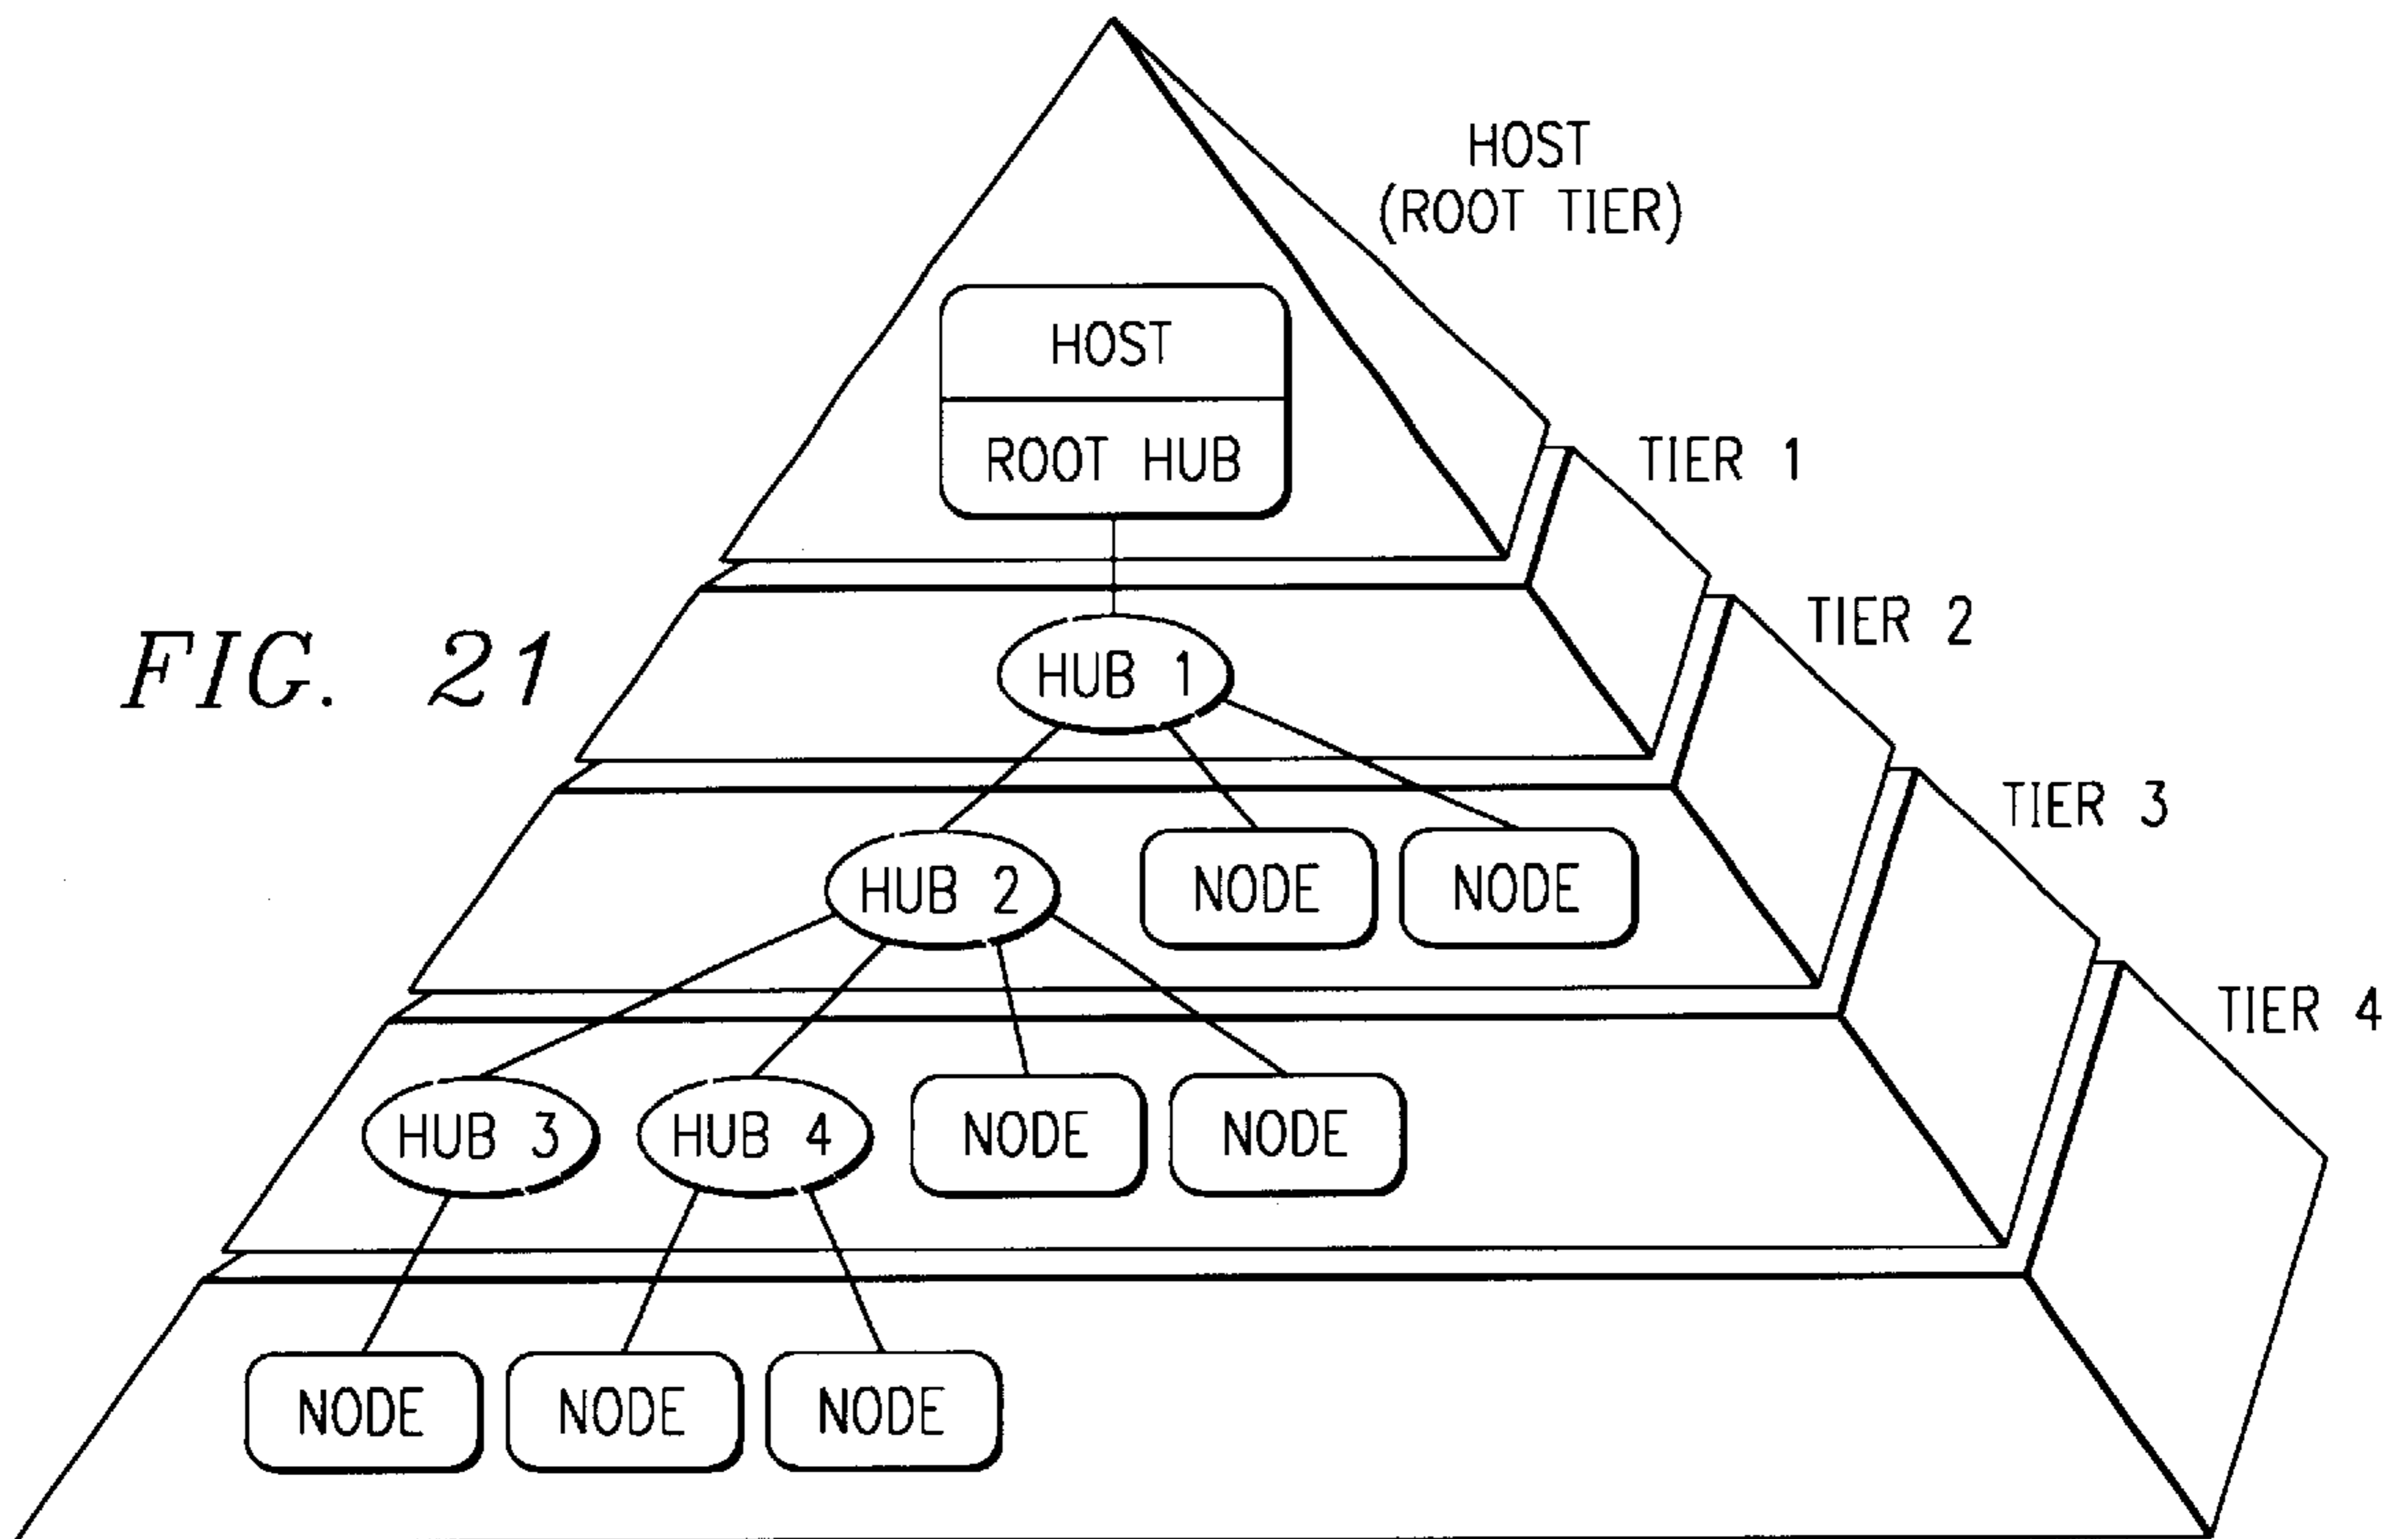 HOST
(ROOT TIER)
HOST
ROOT HUB
TIER 1
TIER 2
FIG. 21
HUB 1
TIER 3
HUB 2
NODE
NODE
TIER 4
HUB 3
HUB 4
NODE
NODE
NODE
NODE
NODE